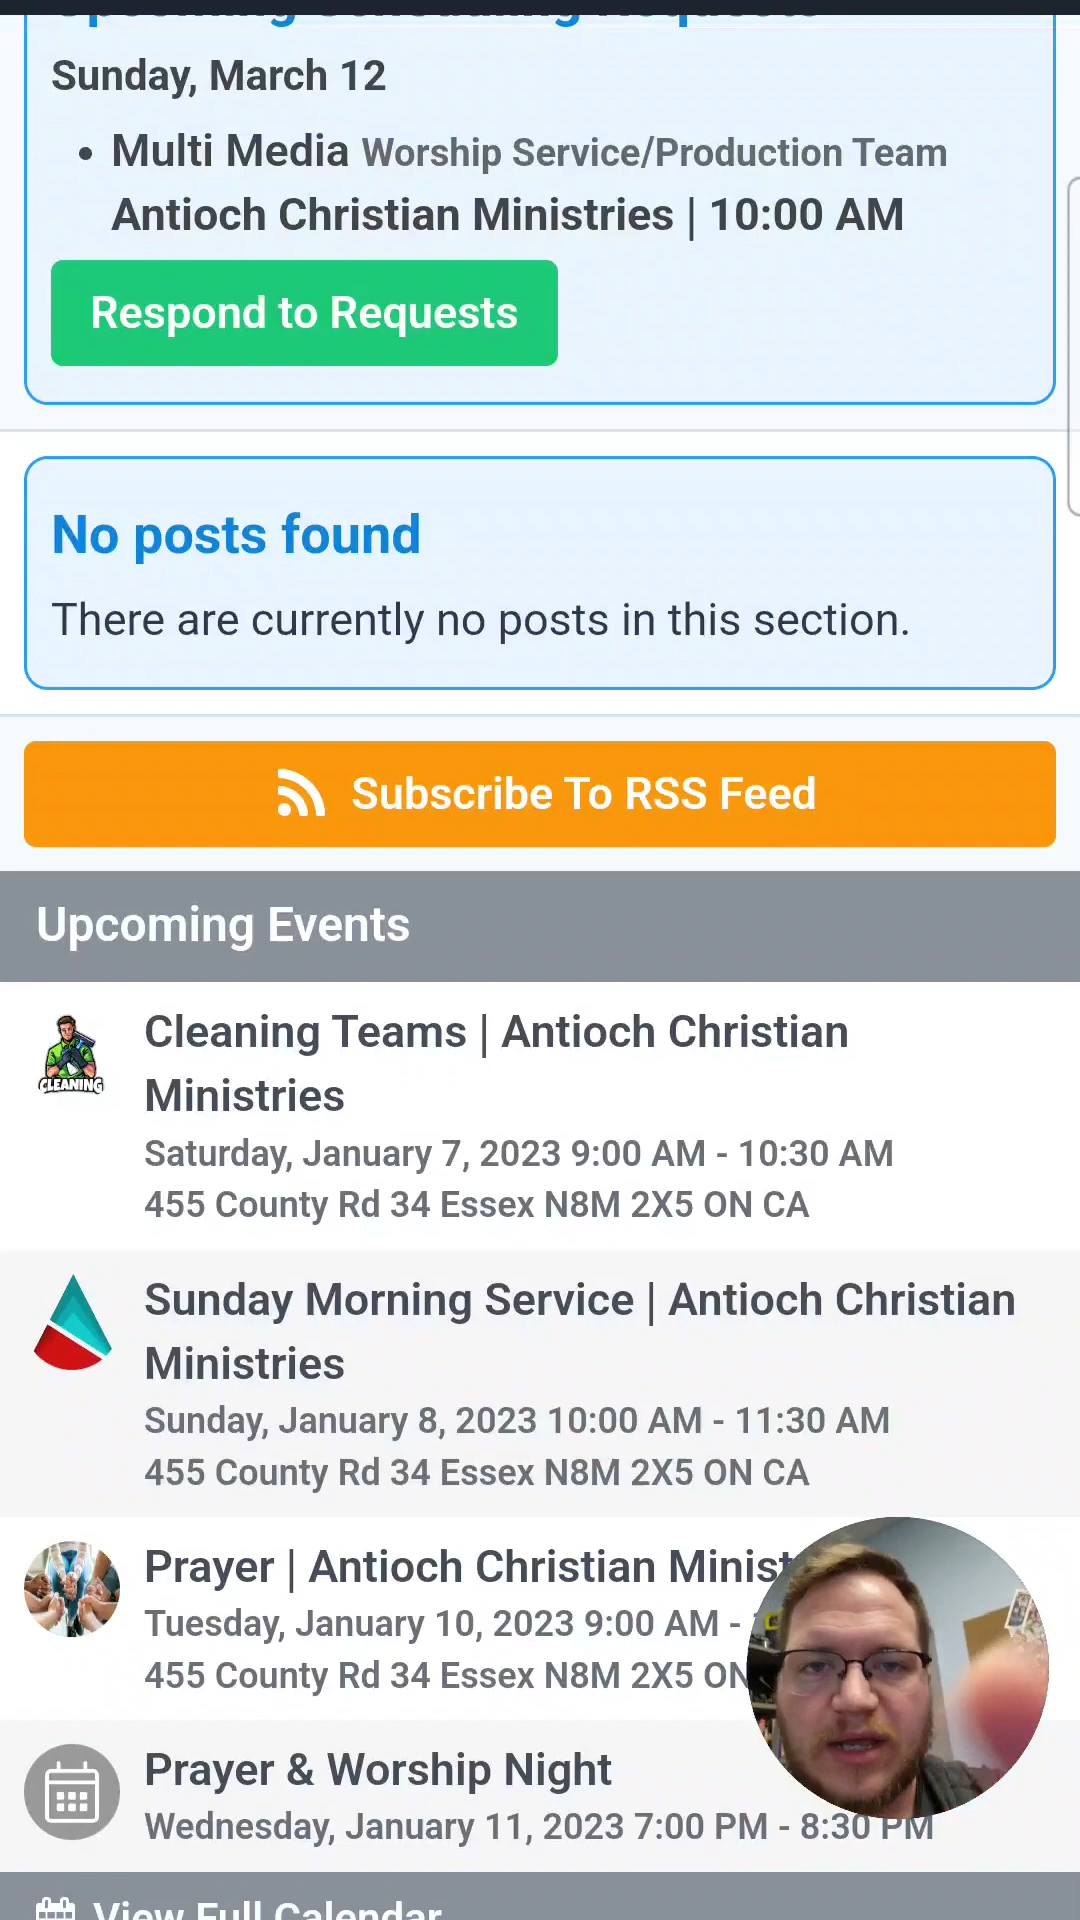 Upcoming Scheduling Requests
Sunday, March 12
• Multi Media Worship Service/Production Team
Antioch Christian Ministries | 10:00 AM
Respond to Requests
No posts found
There are currently no posts in this section.
Subscribe To RSS Feed
Upcoming Events
CLEANING
Cleaning Teams | Antioch Christian
Ministries
Saturday, January 7, 2023 9:00 AM - 10:30 AM
455 County Rd 34 Essex N8M 2X5 ON CA
Sunday Morning Service | Antioch Christian
Ministries
Sunday, January 8, 2023 10:00 AM - 11:30 AM
455 County Rd 34 Essex N8M 2X5 ON CA
Prayer | Antioch Christian Minist
Tuesday, January 10, 2023 9:00 AM -
455 County Rd 34 Essex N8M 2X5 ON
Prayer & Worship Night
Wednesday, January 11, 2023 7:00 PM - 8:30 PM
View Full Calendar